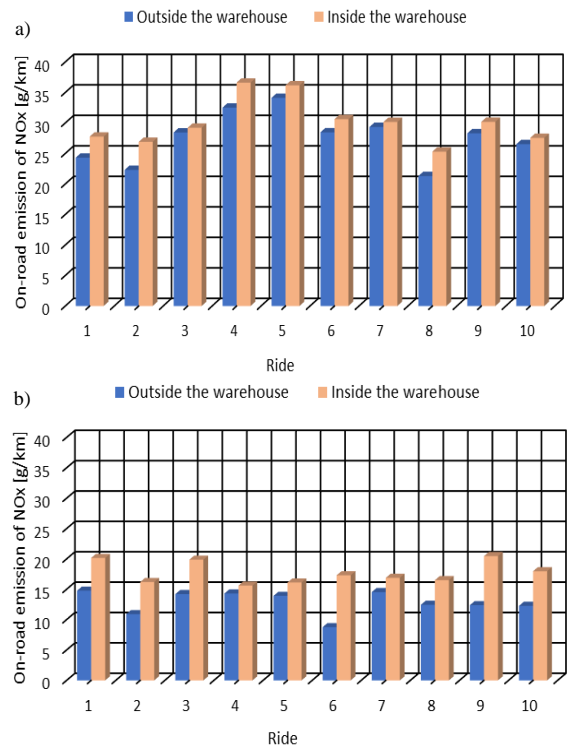 a)
Outside the warehouse Inside the warehouse
On-road emission of NOx [g/km]
40
35
30
25
20
15
10
5
0
1 2 3 4 5 6 7 8 9 10
Ride
b)
Outside the warehouse Inside the warehouse
On-road emission of NOx [g/km]
40
35
30
25
20
15
10
5
0
1 2 3 4 5 6 7 8 9 10
Ride